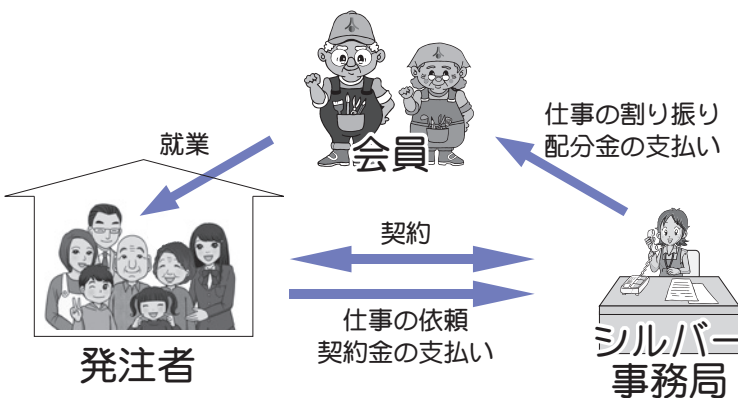 会員
仕事の割り振り
配分金の支払い
就業
契約
仕事の依頼
契約金の支払い
発注者
シルバー
事務局